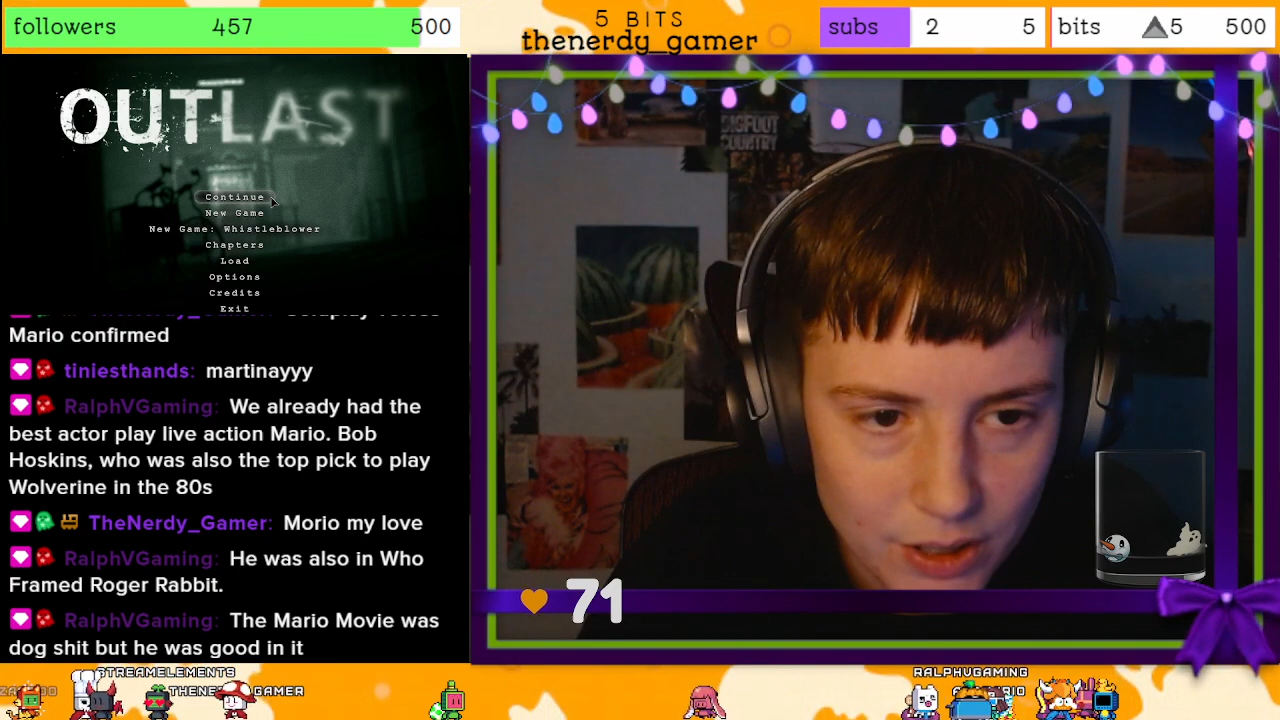 followers 457 500
5 BITS
thenerdy_gamer
subs 2 5
bits 5 500
OUTLAST
Continue
New Game
New Game: Whistleblower
Chapters
Load
Options
Credits
Exit
Mario confirmed
tiniesthands: martinayyy
RalphVGaming: We already had the
best actor play live action Mario. Bob
Hoskins, who was also the top pick to play
Wolverine in the 80s
TheNerdy_Gamer: Morio my love
RalphVGaming: He was also in Who
Framed Roger Rabbit.
RalphVGaming: The Mario Movie was
dog shit but he was good in it
BIGFOOT
COUNTRY
71
STREAMELEMENTS
GAMER
RALPHVGAMING